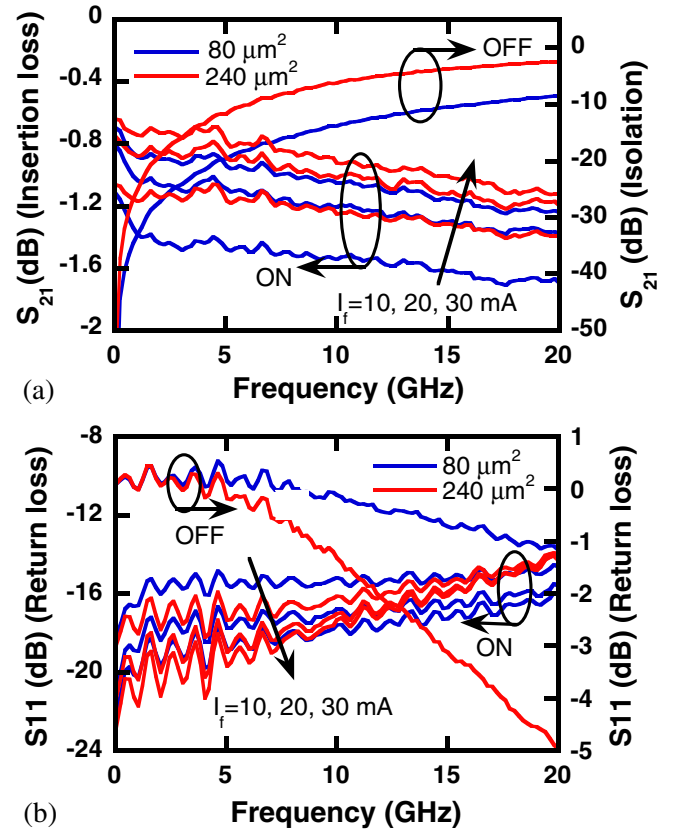 0
-0.4
-0.8
-1.2
-1.6
-2
S21 (dB) (Insertion loss)
80 μm²
240 μm²
OFF
ON
I_f=10, 20, 30 mA
0
-10
-20
-30
-40
-50
S21 (dB) (Isolation)
0 5 10 15 20
(a) Frequency (GHz)
-8
-12
-16
-20
-24
S11 (dB) (Return loss)
80 μm²
240 μm²
OFF
ON
I_f=10, 20, 30 mA
1
0
-1
-2
-3
-4
-5
S11 (dB) (Return loss)
0 5 10 15 20
(b) Frequency (GHz)